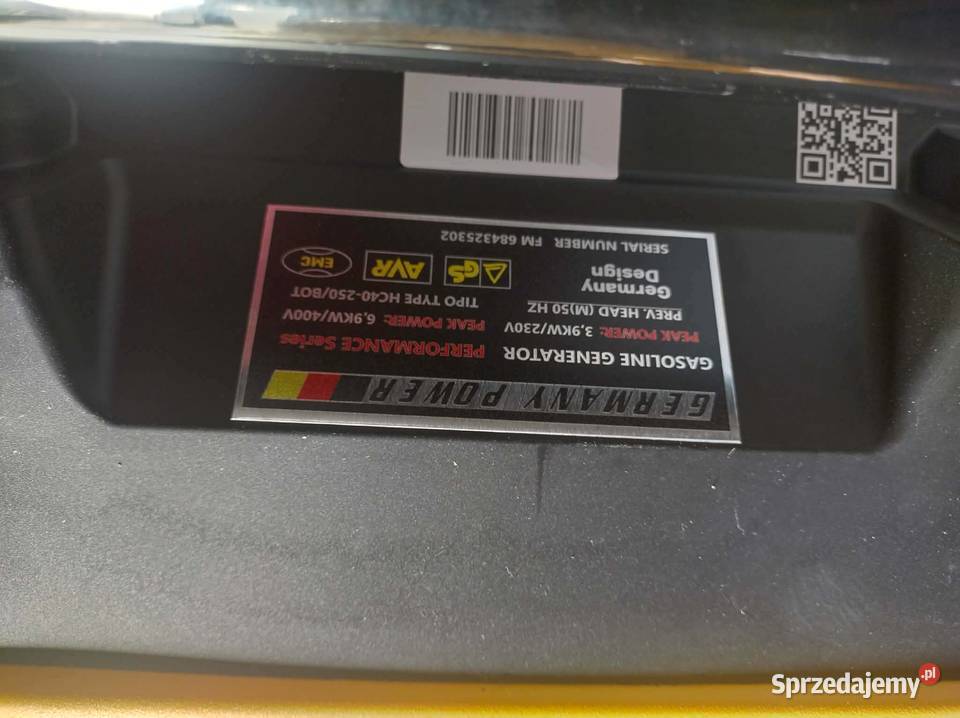 GERMANY POWER
GASOLINE GENERATOR PERFORMANCE Series
PEAK POWER: 3,9KW/230V PEAK POWER: 6,9KW/400V
PREV. HEAD (M)50 HZ TIPO TYPE HC40-250/BOT
Germany
Design
GS AVR EMC
SERIAL NUMBER FM 684325302
Sprzedajemy.pl